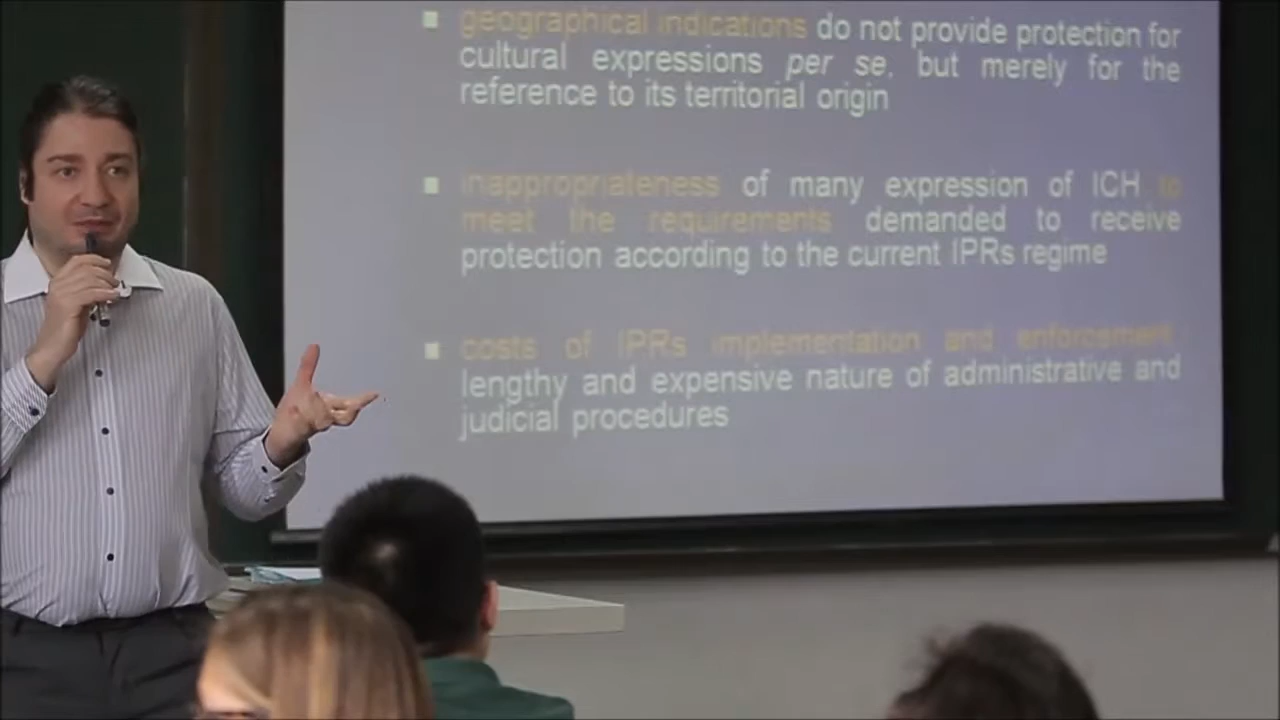 ▪ geographical indications do not provide protection for
cultural expressions per se, but merely for the
reference to its territorial origin
▪ inappropriateness of many expression of ICH to
meet the requirements demanded to receive
protection according to the current IPRs regime
▪ costs of IPRs implementation and enforcement,
lengthy and expensive nature of administrative and
judicial procedures